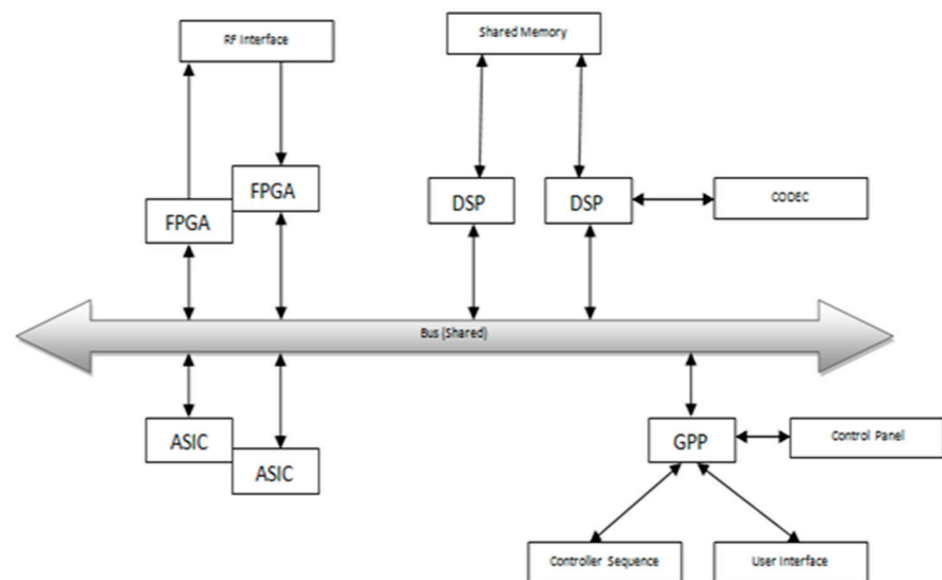 RF Interface
Shared Memory
FPGA
FPGA
DSP
DSP
CODEC
Bus (Shared)
ASIC
ASIC
GPP
Control Panel
Controller Sequence
User Interface